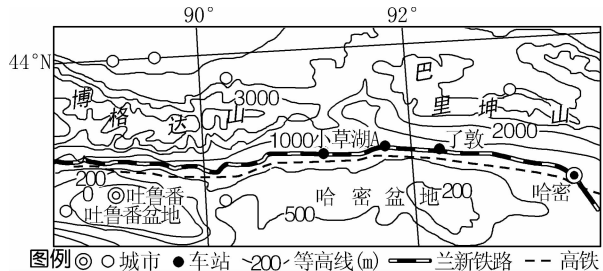 90° 92°
44°N
博格达山
巴里坤山
3000
2000
1000 小草湖 A 了敦
200
0
吐鲁番
吐鲁番盆地
哈密盆地
哈密
200
500
图例 城市 车站 200 等高线(m) 兰新铁路 高铁